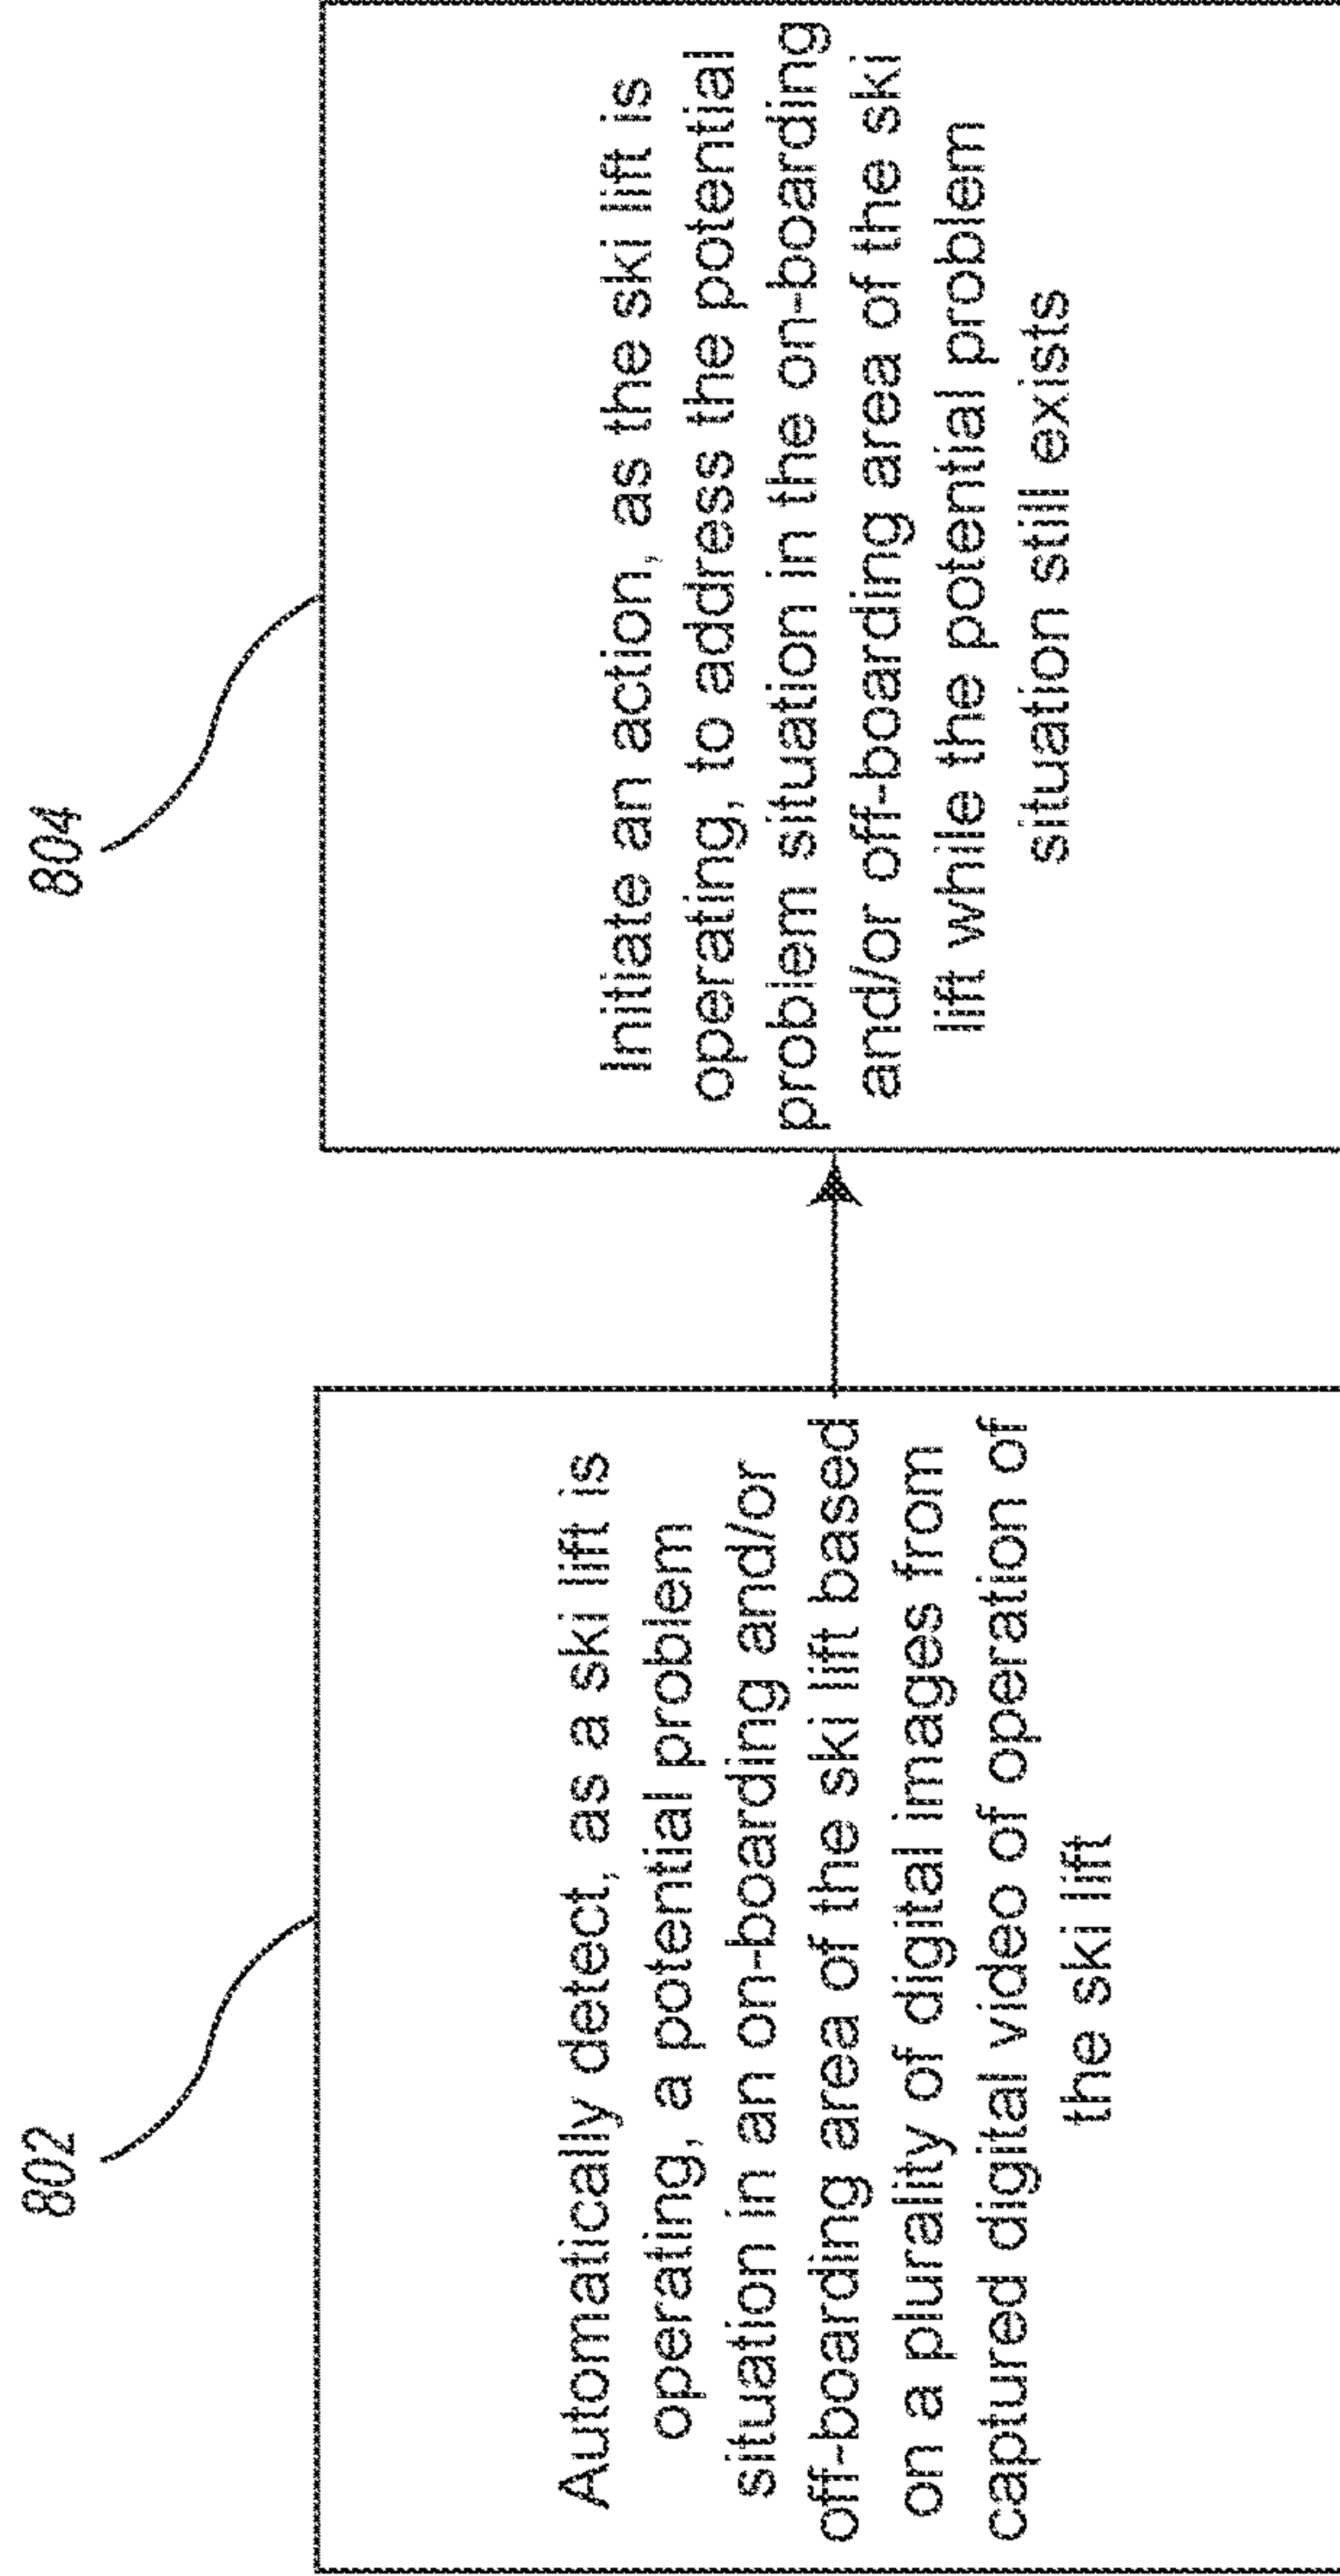 802
Automatically detect, as a ski lift is
operating, a potential problem
situation in an on-boarding and/or
off-boarding area of the ski lift based
on a plurality of digital images from
captured digital video of operation of
the ski lift
804
Initiate an action, as the ski lift is
operating, to address the potential
problem situation in the on-boarding
and/or off-boarding area of the ski
lift while the potential problem
situation still exists